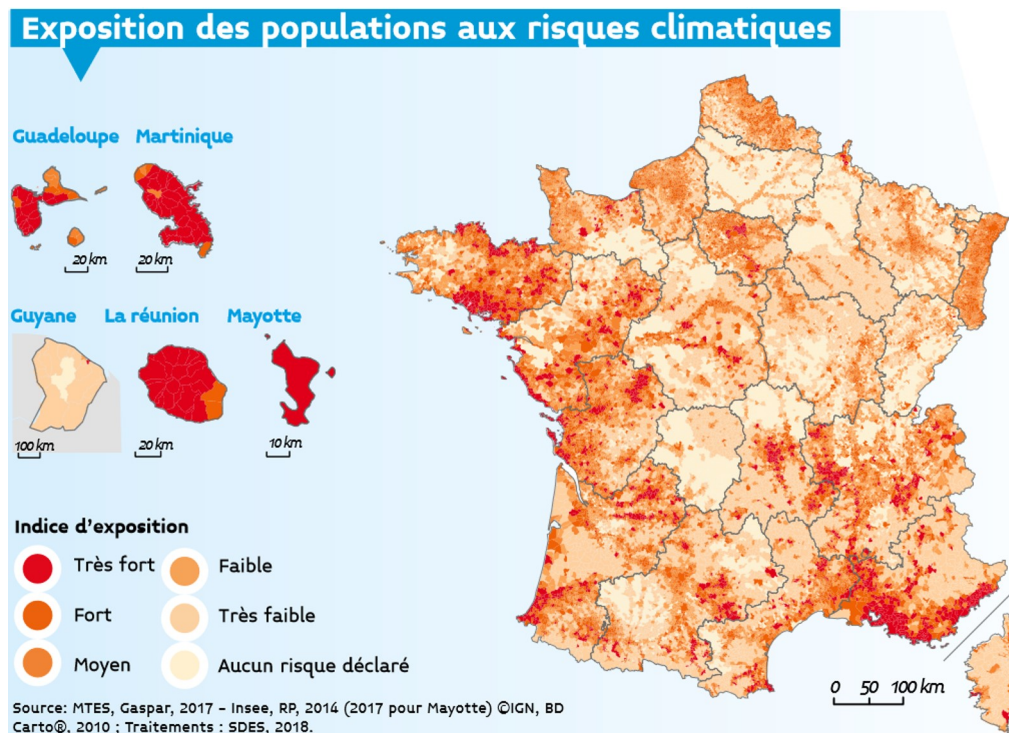 Exposition des populations aux risques climatiques
Guadeloupe Martinique
20 km 20 km
Guyane La réunion Mayotte
100 km 20 km 10 km
Indice d'exposition
Très fort Faible
Fort Très faible
Moyen Aucun risque déclaré
0 50 100 km
Source: MTES, Gaspar, 2017 – Insee, RP, 2014 (2017 pour Mayotte) ©IGN, BD
Carto®, 2010 ; Traitements : SDES, 2018.